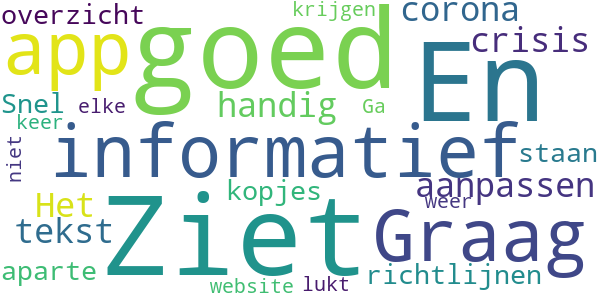 overzicht
krijgen
corona
app
goed
En
crisis
Snel
elke
handig
Ga
keer
niet
informatief
staan
kopjes
aanpassen
weer
Het
Ziet
Graag
tekst
aparte
website
lukt
richtlijnen